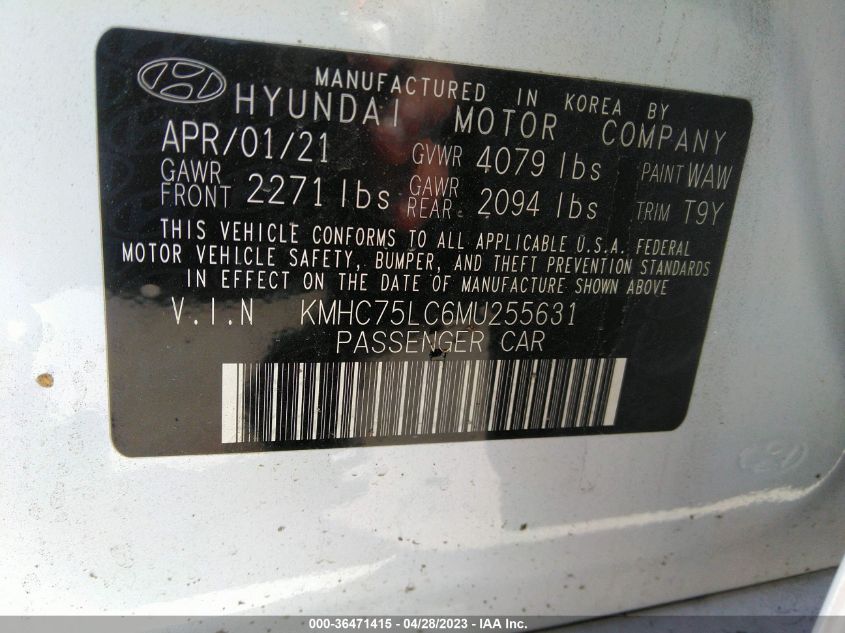 MANUFACTURED IN KOREA BY
HYUNDAI MOTOR COMPANY
APR/01/21 GVWR 4079 lbs PAINT WAW
GAWR FRONT 2271 lbs GAWR REAR 2094 lbs TRIM T9Y
THIS VEHICLE CONFORMS TO ALL APPLICABLE U.S.A. FEDERAL
MOTOR VEHICLE SAFETY, BUMPER, AND THEFT PREVENTION STANDARDS
IN EFFECT ON THE DATE OF MANUFACTURE SHOWN ABOVE
V.I.N KMHC75LC6MU255631
PASSENGER CAR
000-36471415 - 04/28/2023 - IAA Inc.